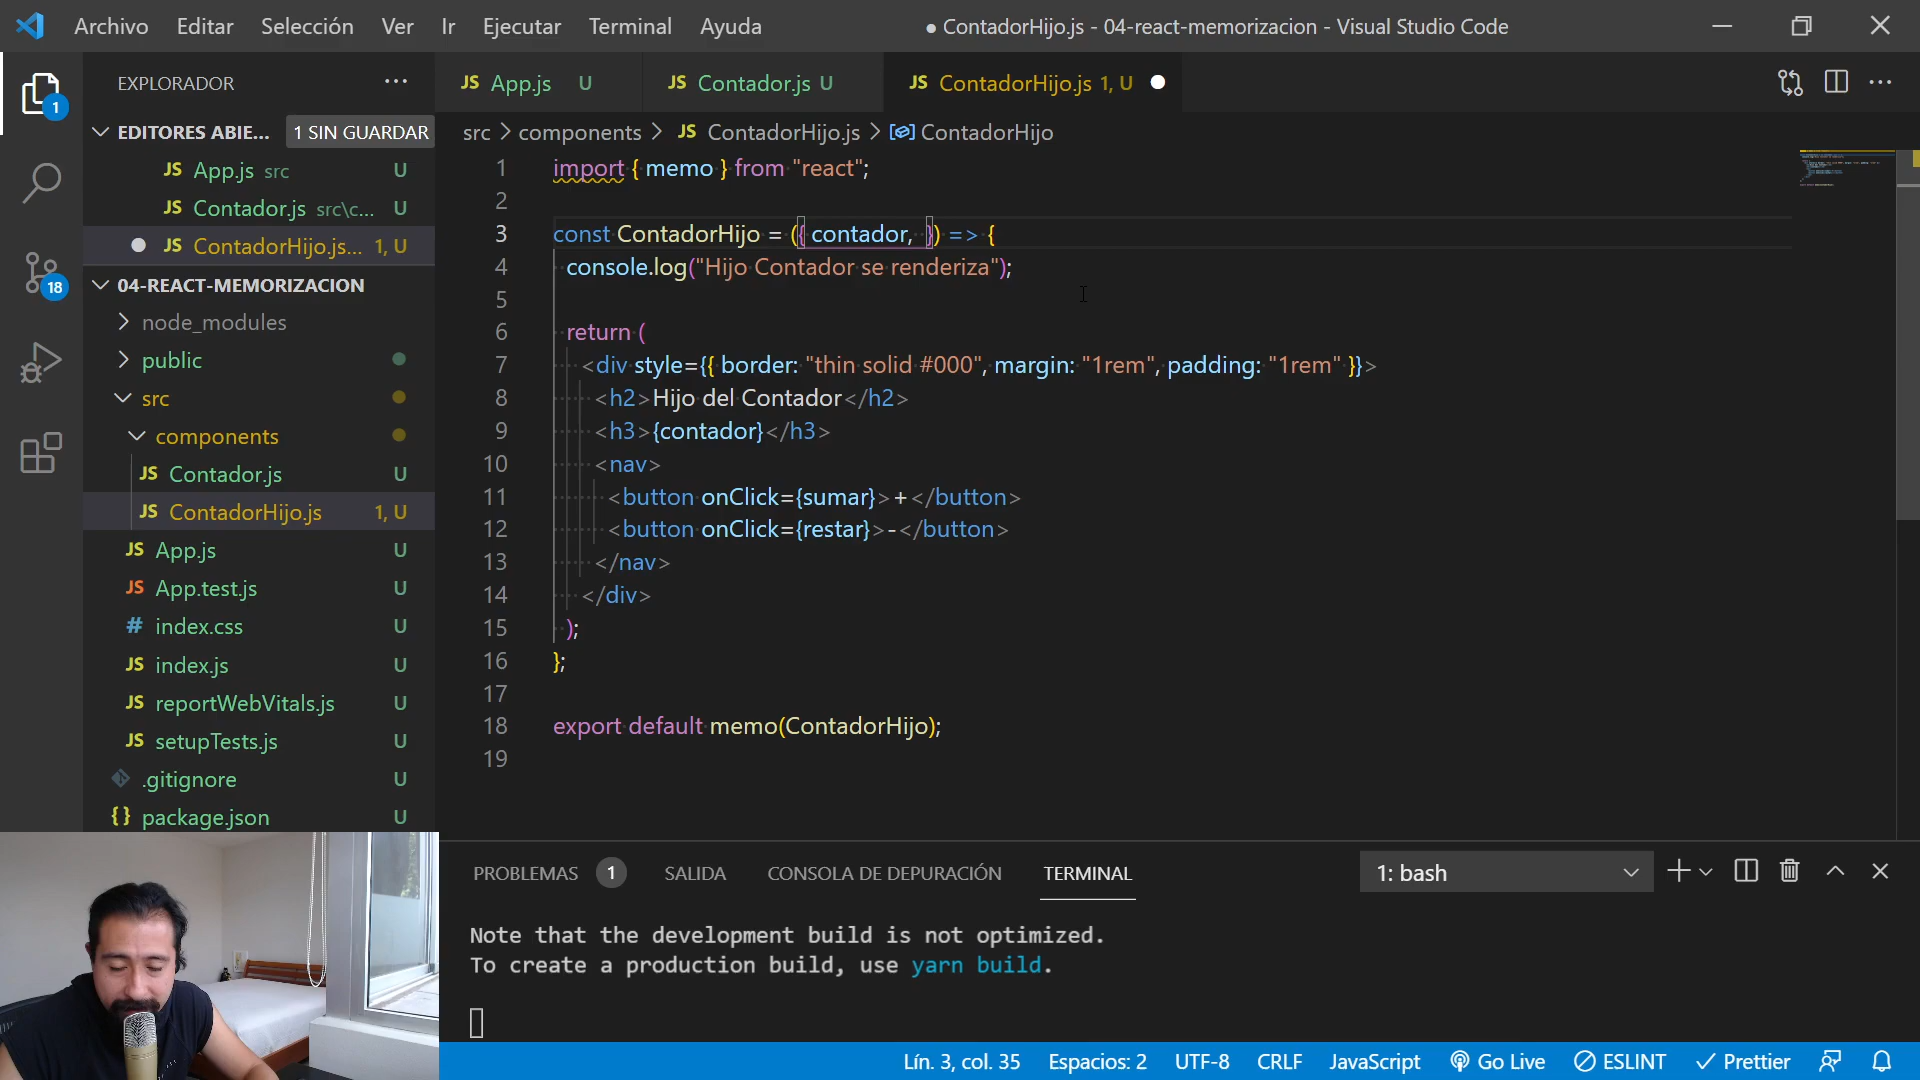 Archivo Editar Selección Ver Ir Ejecutar Terminal Ayuda
● ContadorHijo.js - 04-react-memorizacion - Visual Studio Code
EXPLORADOR ···
1
EDITORES ABIE... 1 SIN GUARDAR
JS App.js src U
JS Contador.js src\c... U
JS ContadorHijo.js... 1, U
04-REACT-MEMORIZACION
18
node_modules
public
src
components
JS Contador.js U
JS ContadorHijo.js 1, U
JS App.js U
JS App.test.js U
# index.css U
JS index.js U
JS reportWebVitals.js U
JS setupTests.js U
.gitignore U
{} package.json U
JS App.js U JS Contador.js U JS ContadorHijo.js 1, U
src > components > JS ContadorHijo.js > ContadorHijo
1 import { memo } from "react";
2
3 const ContadorHijo = ({ contador,  }) => {
4 console.log("Hijo Contador se renderiza");
5
6 return (
7 <div style={{ border: "thin solid #000", margin: "1rem", padding: "1rem" }}>
8 <h2>Hijo del Contador</h2>
9 <h3>{contador}</h3>
10 <nav>
11 <button onClick={sumar}>+</button>
12 <button onClick={restar}>-</button>
13 </nav>
14 </div>
15 );
16 };
17
18 export default memo(ContadorHijo);
19
PROBLEMAS 1 SALIDA CONSOLA DE DEPURACIÓN TERMINAL 1: bash
Note that the development build is not optimized.
To create a production build, use yarn build.
Lín. 3, col. 35 Espacios: 2 UTF-8 CRLF JavaScript Go Live ESLINT Prettier